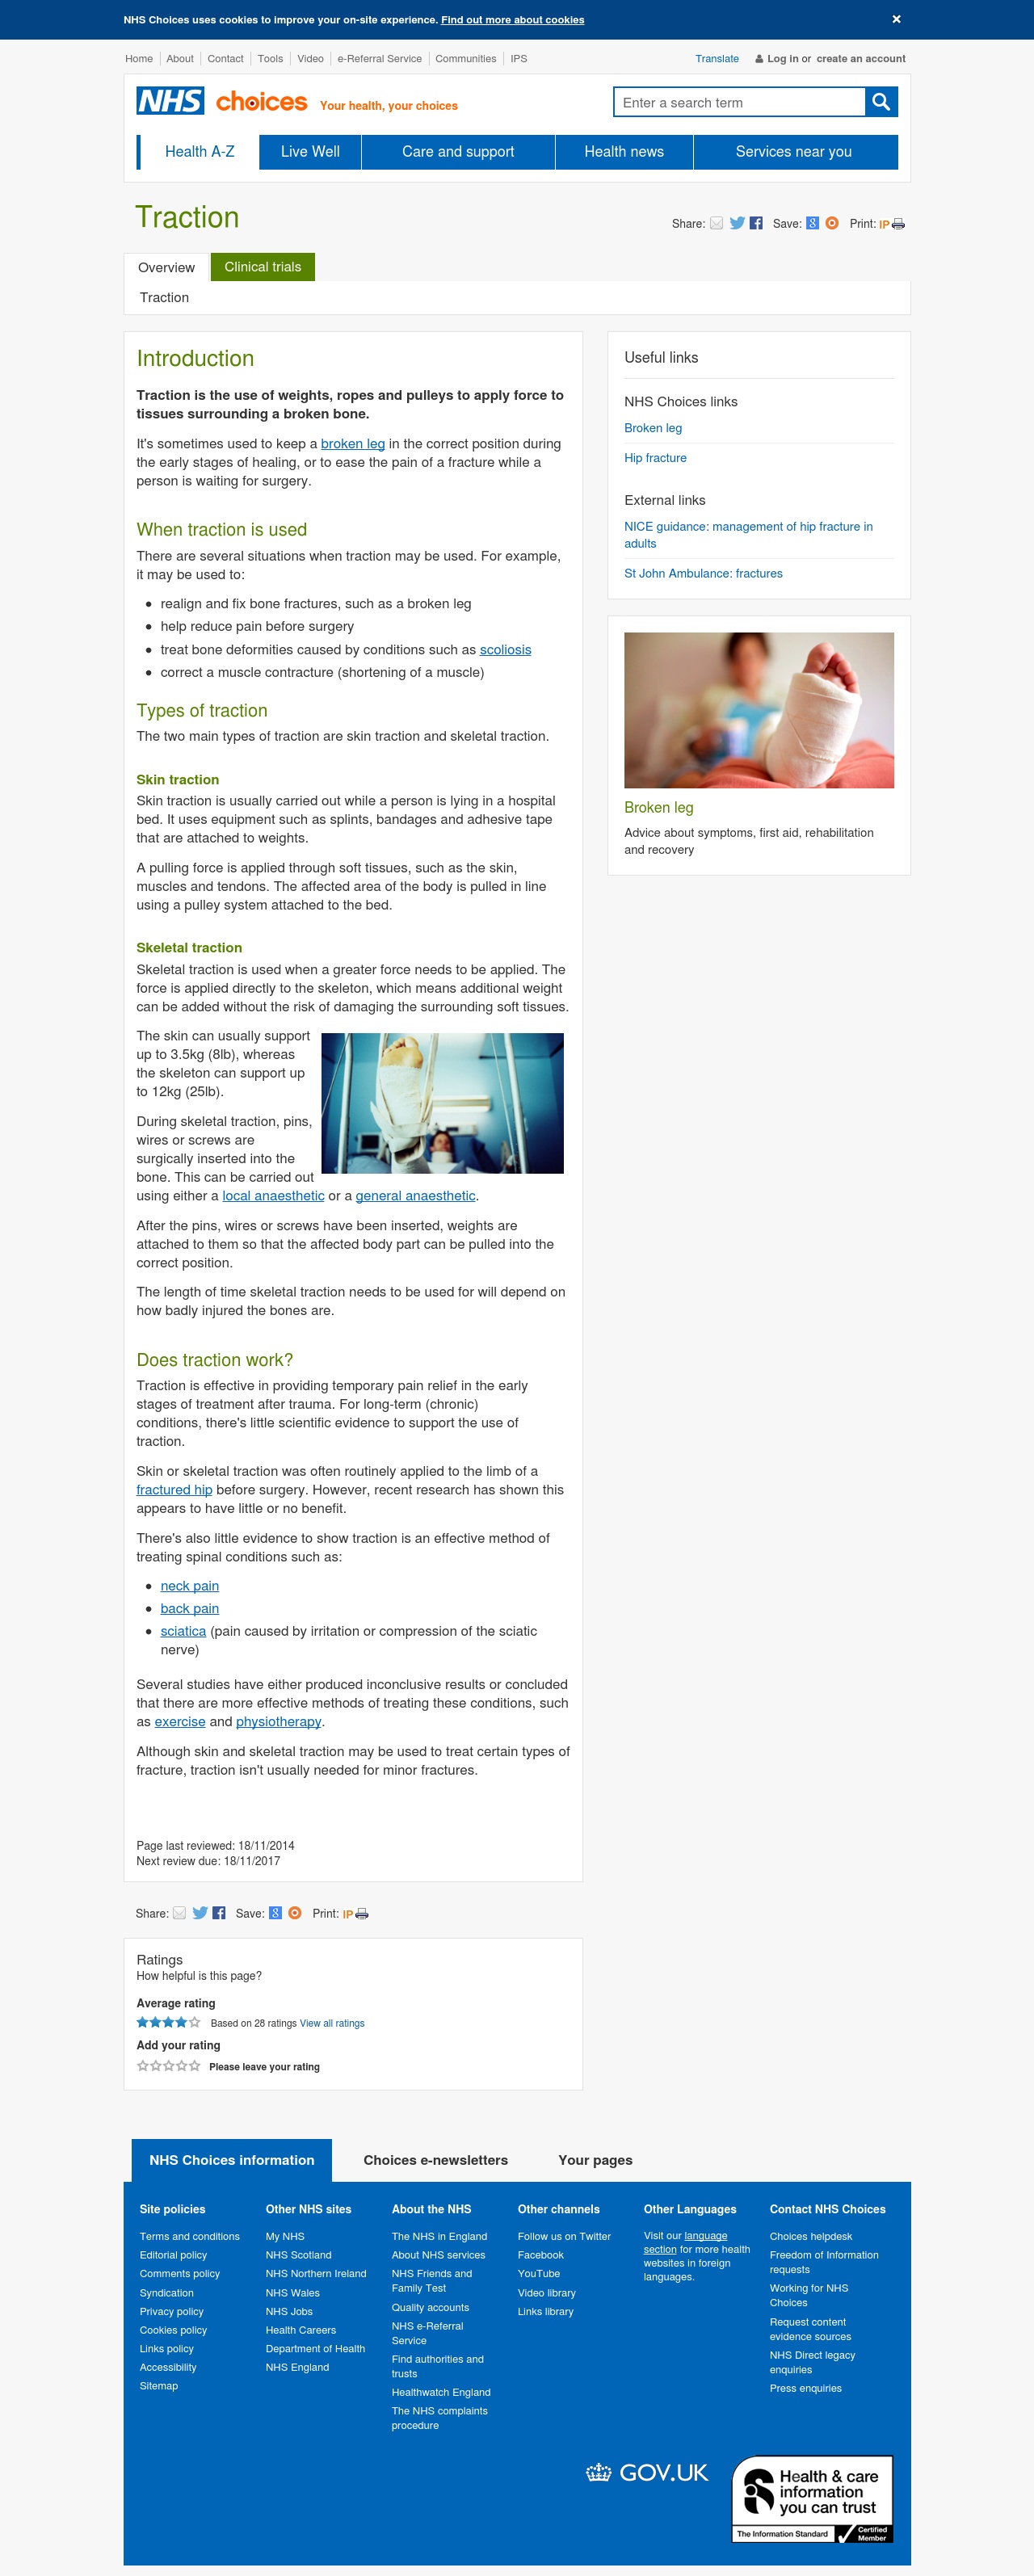 NHS Choices uses cookies to improve your on-site experience. Find out more about cookies ×
Home About Contact Tools Video e-Referral Service Communities IPS Translate Log in or create an account
NHS choices Your health, your choices Enter a search term
Health A-Z Live Well Care and support Health news Services near you
Traction
Share: Save: 8 Print: IP
Overview Clinical trials
Traction
Introduction
Traction is the use of weights, ropes and pulleys to apply force to
tissues surrounding a broken bone.
It's sometimes used to keep a broken leg in the correct position during
the early stages of healing, or to ease the pain of a fracture while a
person is waiting for surgery.
When traction is used
There are several situations when traction may be used. For example,
it may be used to:
• realign and fix bone fractures, such as a broken leg
• help reduce pain before surgery
• treat bone deformities caused by conditions such as scoliosis
• correct a muscle contracture (shortening of a muscle)
Types of traction
The two main types of traction are skin traction and skeletal traction.
Skin traction
Skin traction is usually carried out while a person is lying in a hospital
bed. It uses equipment such as splints, bandages and adhesive tape
that are attached to weights.
A pulling force is applied through soft tissues, such as the skin,
muscles and tendons. The affected area of the body is pulled in line
using a pulley system attached to the bed.
Skeletal traction
Skeletal traction is used when a greater force needs to be applied. The
force is applied directly to the skeleton, which means additional weight
can be added without the risk of damaging the surrounding soft tissues.
The skin can usually support
up to 3.5kg (8lb), whereas
the skeleton can support up
to 12kg (25lb).
During skeletal traction, pins,
wires or screws are
surgically inserted into the
bone. This can be carried out
using either a local anaesthetic or a general anaesthetic.
After the pins, wires or screws have been inserted, weights are
attached to them so that the affected body part can be pulled into the
correct position.
The length of time skeletal traction needs to be used for will depend on
how badly injured the bones are.
Does traction work?
Traction is effective in providing temporary pain relief in the early
stages of treatment after trauma. For long-term (chronic)
conditions, there's little scientific evidence to support the use of
traction.
Skin or skeletal traction was often routinely applied to the limb of a
fractured hip before surgery. However, recent research has shown this
appears to have little or no benefit.
There's also little evidence to show traction is an effective method of
treating spinal conditions such as:
• neck pain
• back pain
• sciatica (pain caused by irritation or compression of the sciatic
nerve)
Several studies have either produced inconclusive results or concluded
that there are more effective methods of treating these conditions, such
as exercise and physiotherapy.
Although skin and skeletal traction may be used to treat certain types of
fracture, traction isn't usually needed for minor fractures.
Page last reviewed: 18/11/2014
Next review due: 18/11/2017
Useful links
NHS Choices links
Broken leg
Hip fracture
External links
NICE guidance: management of hip fracture in
adults
St John Ambulance: fractures
Broken leg
Advice about symptoms, first aid, rehabilitation
and recovery
Share: Save: 8 Print: IP
Ratings
How helpful is this page?
Average rating
Based on 28 ratings View all ratings
Add your rating
Please leave your rating
NHS Choices information Choices e-newsletters Your pages
Site policies
Terms and conditions
Editorial policy
Comments policy
Syndication
Privacy policy
Cookies policy
Links policy
Accessibility
Sitemap
Other NHS sites
My NHS
NHS Scotland
NHS Northern Ireland
NHS Wales
NHS Jobs
Health Careers
Department of Health
NHS England
About the NHS
The NHS in England
About NHS services
NHS Friends and
Family Test
Quality accounts
NHS e-Referral
Service
Find authorities and
trusts
Healthwatch England
The NHS complaints
procedure
Other channels
Follow us on Twitter
Facebook
YouTube
Video library
Links library
Other Languages
Visit our language
section for more health
websites in foreign
languages.
Contact NHS Choices
Choices helpdesk
Freedom of Information
requests
Working for NHS
Choices
Request content
evidence sources
NHS Direct legacy
enquiries
Press enquiries
GOV.UK
Health & care
information
you can trust
The Information Standard
Certified
Member